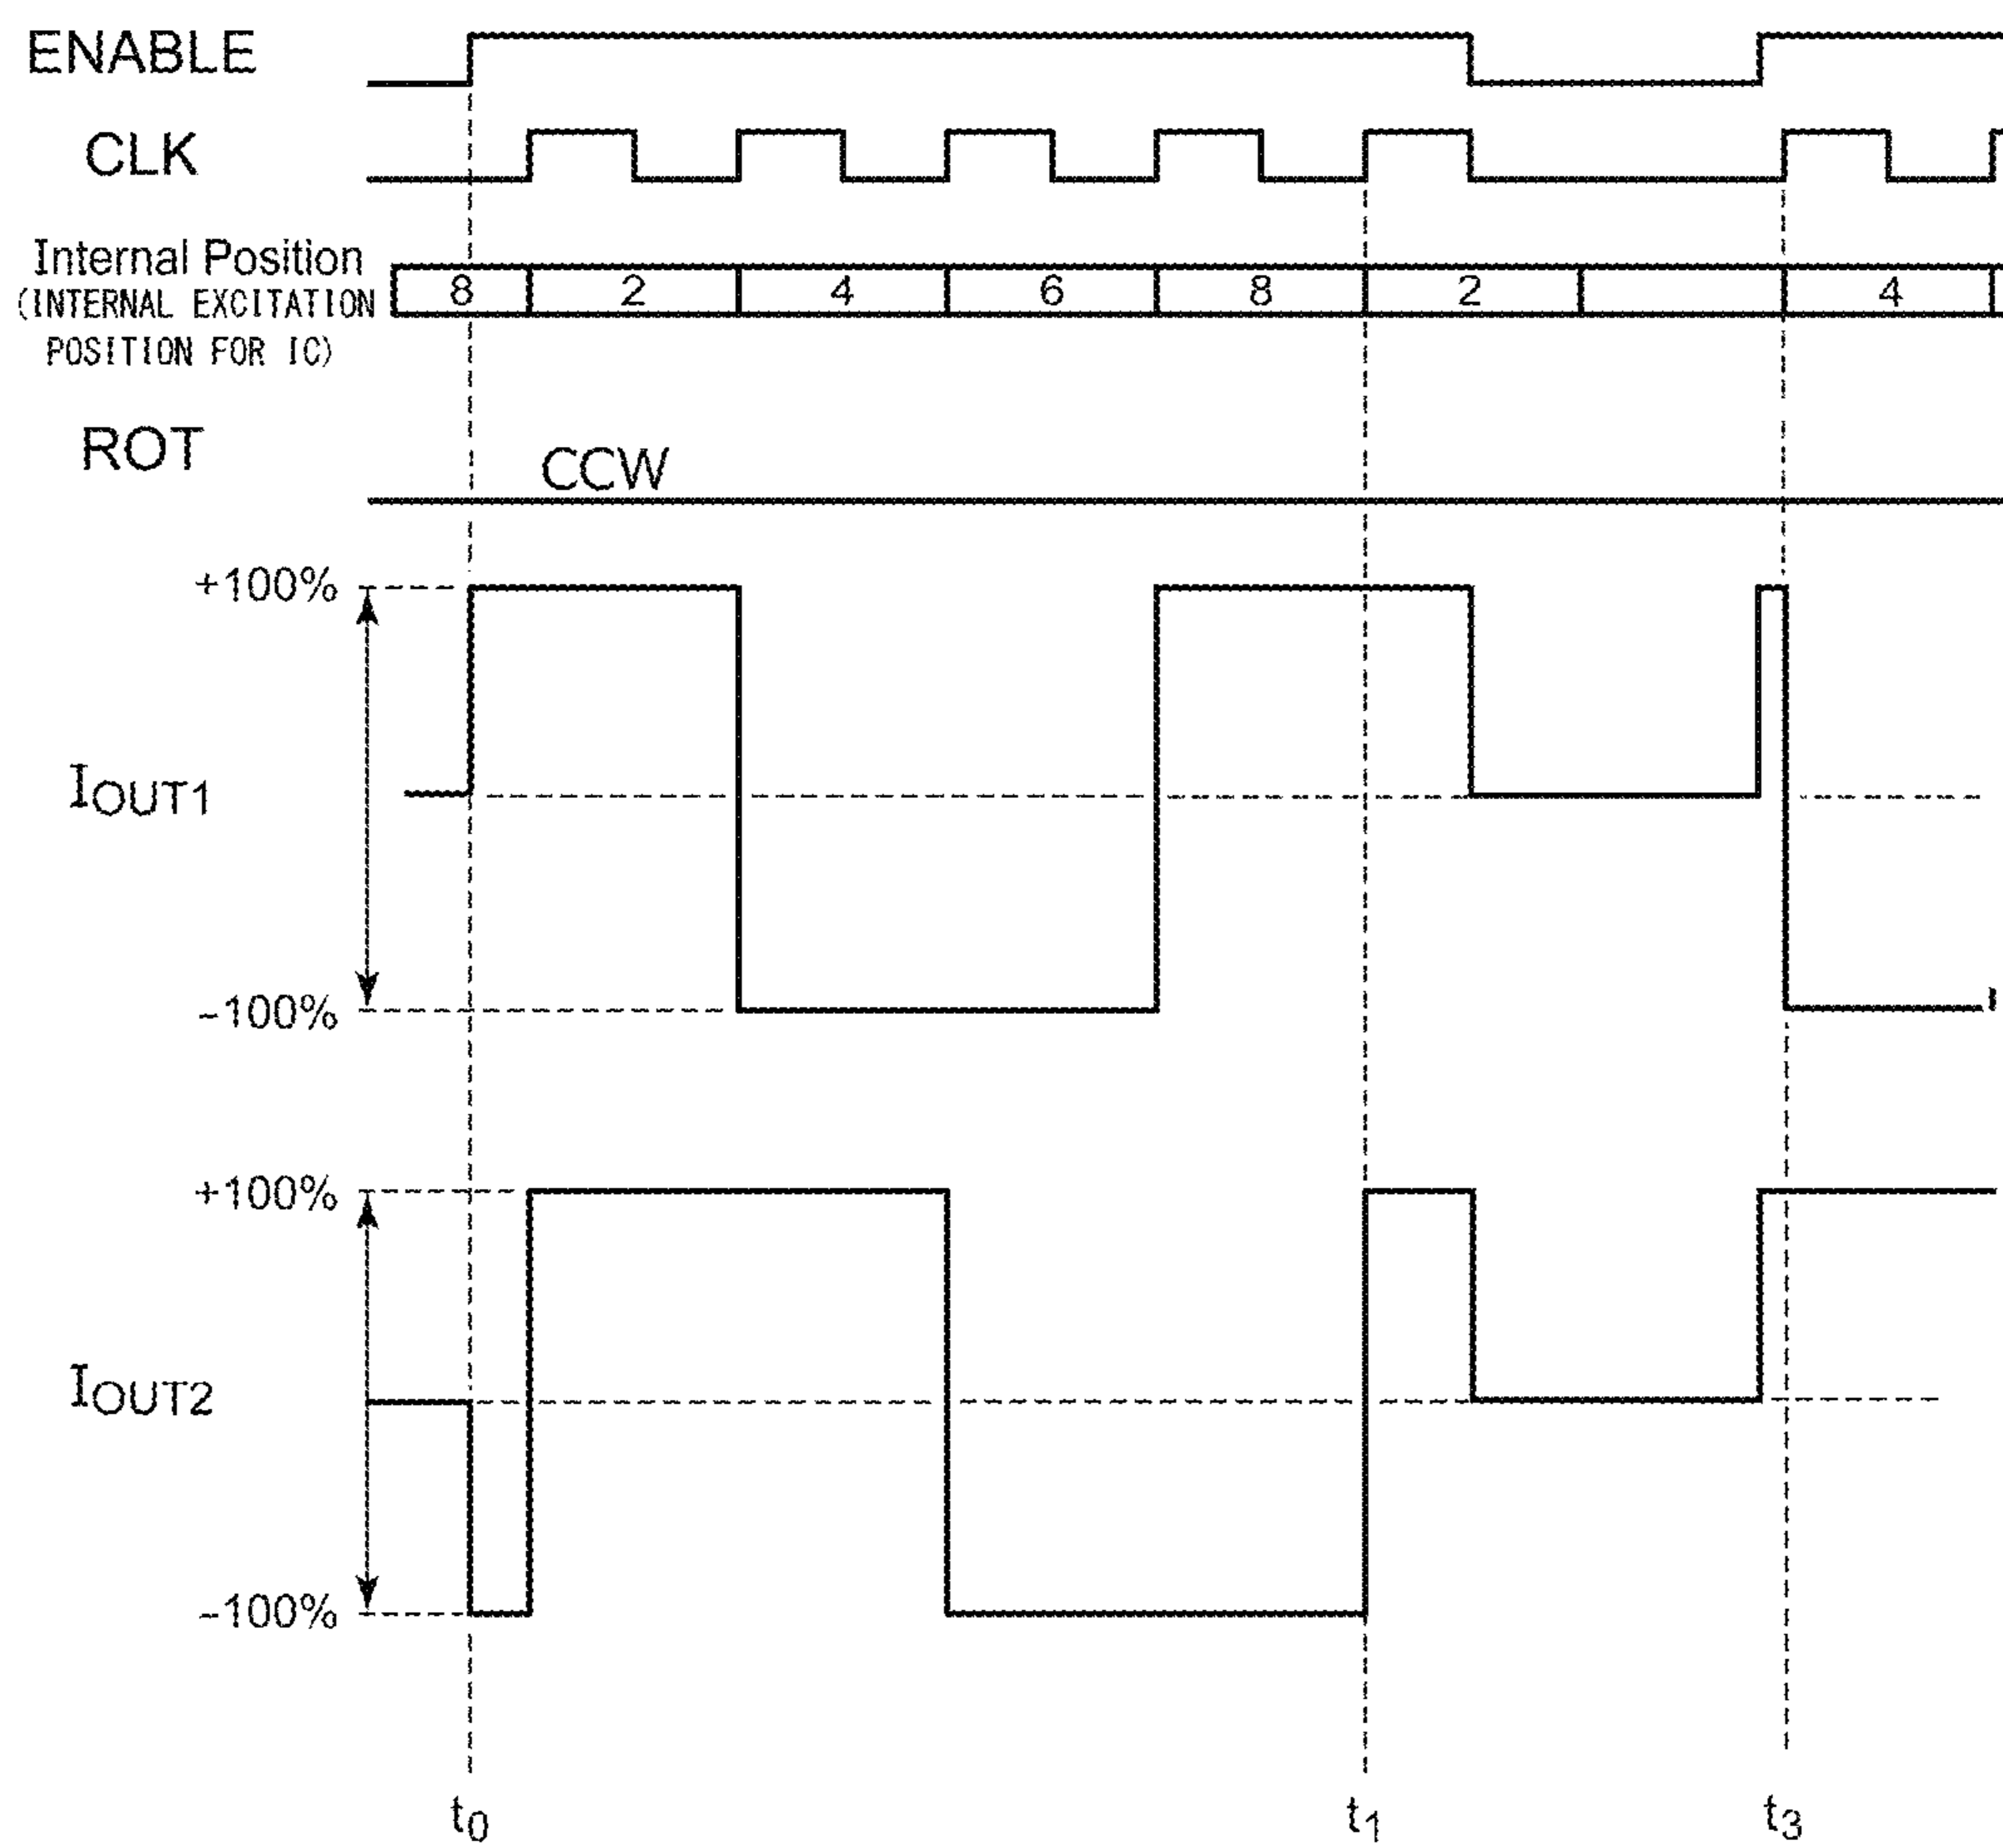 ENABLE
CLK
Internal Position
(INTERNAL EXCITATION
POSITION FOR IC)
8 2 4 6 8 2 4
ROT
CCW
+100%
IOUT1
-100%
+100%
IOUT2
-100%
t0 t1 t3